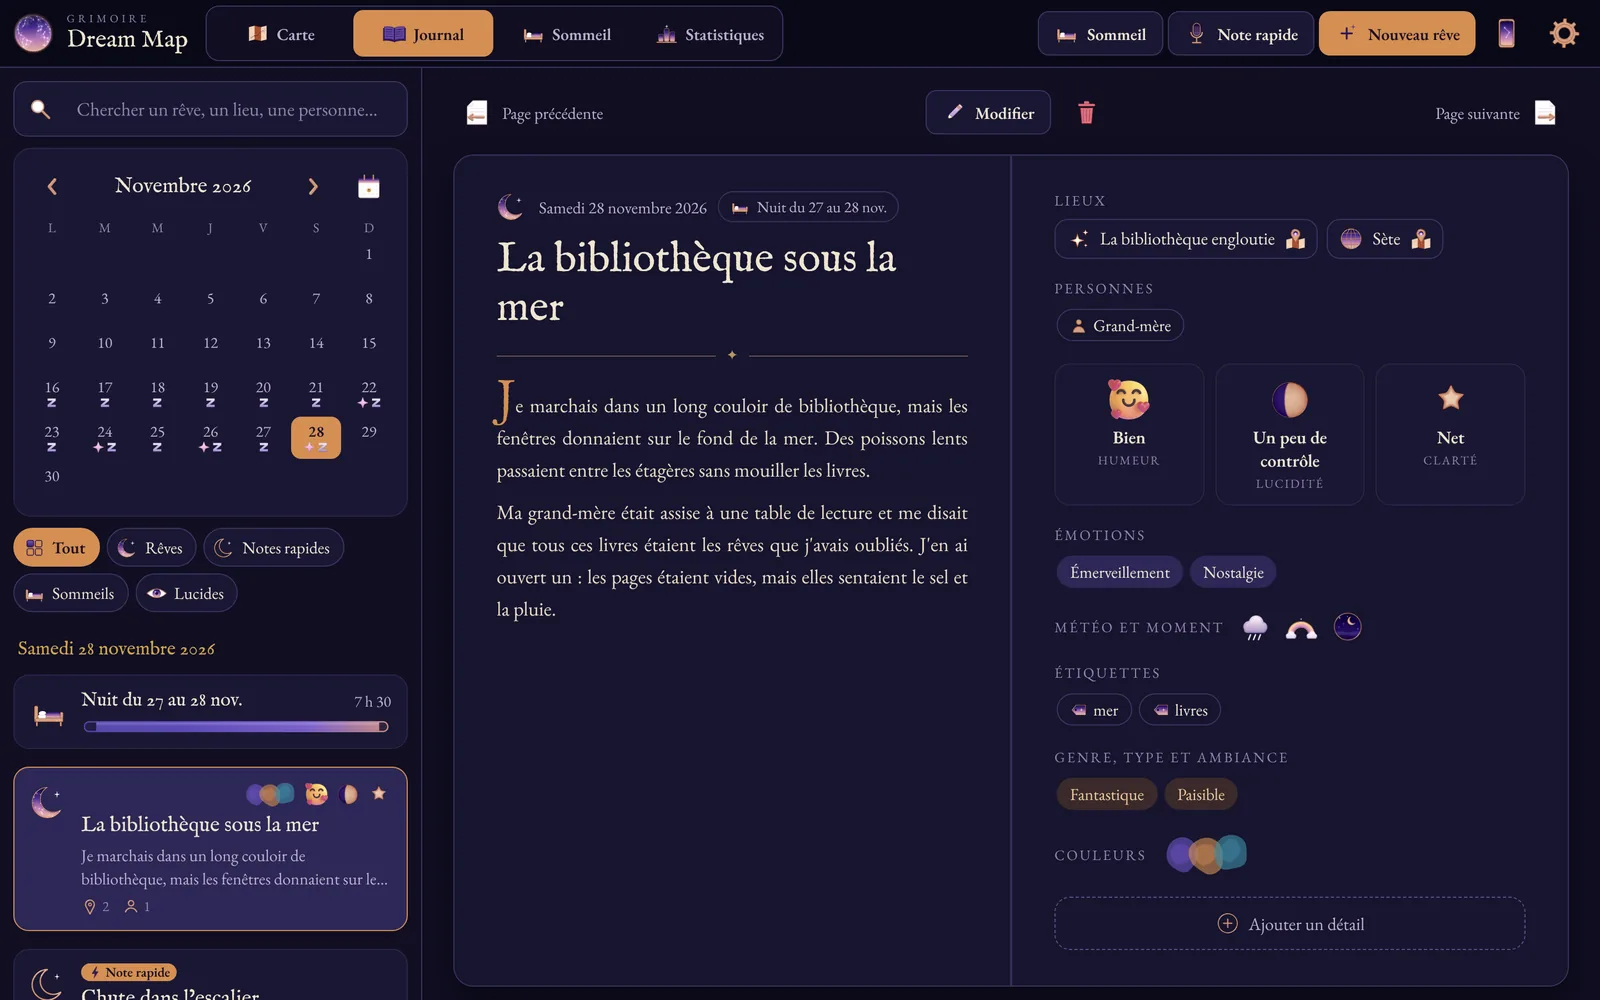 GRIMOIRE
Dream Map
Carte
Journal
Sommeil
Statistiques
Sommeil
Note rapide
Nouveau rêve
Chercher un rêve, un lieu, une personne...
Novembre 2026
L M M J V S D
1
2 3 4 5 6 7 8
9 10 11 12 13 14 15
16 17 18 19 20 21 22
Z Z Z Z Z Z Z
23 24 25 26 27 28 29
Z Z Z Z Z Z
30
Tout
Rêves
Notes rapides
Sommeils
Lucides
Samedi 28 novembre 2026
Nuit du 27 au 28 nov.
7 h 30
La bibliothèque sous la mer
Je marchais dans un long couloir de
bibliothèque, mais les fenêtres donnaient sur le...
2 1
Note rapide
Chute dans l'escalier
Page précédente
Modifier
Page suivante
Samedi 28 novembre 2026
Nuit du 27 au 28 nov.
La bibliothèque sous la
mer
Je marchais dans un long couloir de bibliothèque, mais les
fenêtres donnaient sur le fond de la mer. Des poissons lents
passaient entre les étagères sans mouiller les livres.
Ma grand-mère était assise à une table de lecture et me disait
que tous ces livres étaient les rêves que j'avais oubliés. J'en ai
ouvert un : les pages étaient vides, mais elles sentaient le sel et
la pluie.
LIEUX
La bibliothèque engloutie
Sète
PERSONNES
Grand-mère
Bien
HUMEUR
Un peu de
contrôle
LUCIDITÉ
Net
CLARTÉ
ÉMOTIONS
Émerveillement
Nostalgie
MÉTÉO ET MOMENT
ÉTIQUETTES
mer
livres
GENRE, TYPE ET AMBIANCE
Fantastique
Paisible
COULEURS
Ajouter un détail